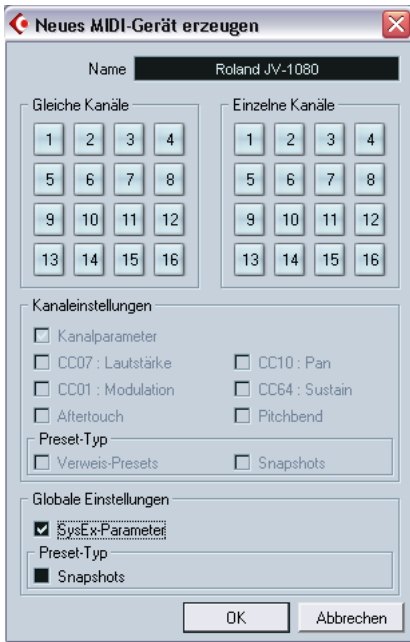 Neues MIDI-Gerät erzeugen
Name Roland JV-1080
Gleiche Kanäle Einzelne Kanäle
1 2 3 4 1 2 3 4
5 6 7 8 5 6 7 8
9 10 11 12 9 10 11 12
13 14 15 16 13 14 15 16
Kanaleinstellungen
Kanalparameter
CC07 : Lautstärke CC10 : Pan
CC01 : Modulation CC64 : Sustain
Aftertouch Pitchbend
Preset-Typ
Verweis-Presets Snapshots
Globale Einstellungen
SysEx-Parameter
Preset-Typ
Snapshots
OK Abbrechen